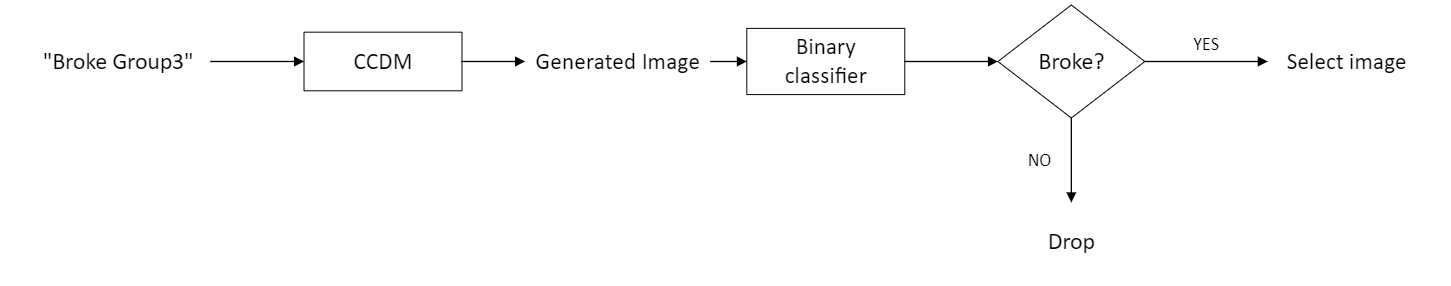 "Broke Group3"
CCDM
Generated Image
Binary
classifier
Broke?
YES
Select image
NO
Drop